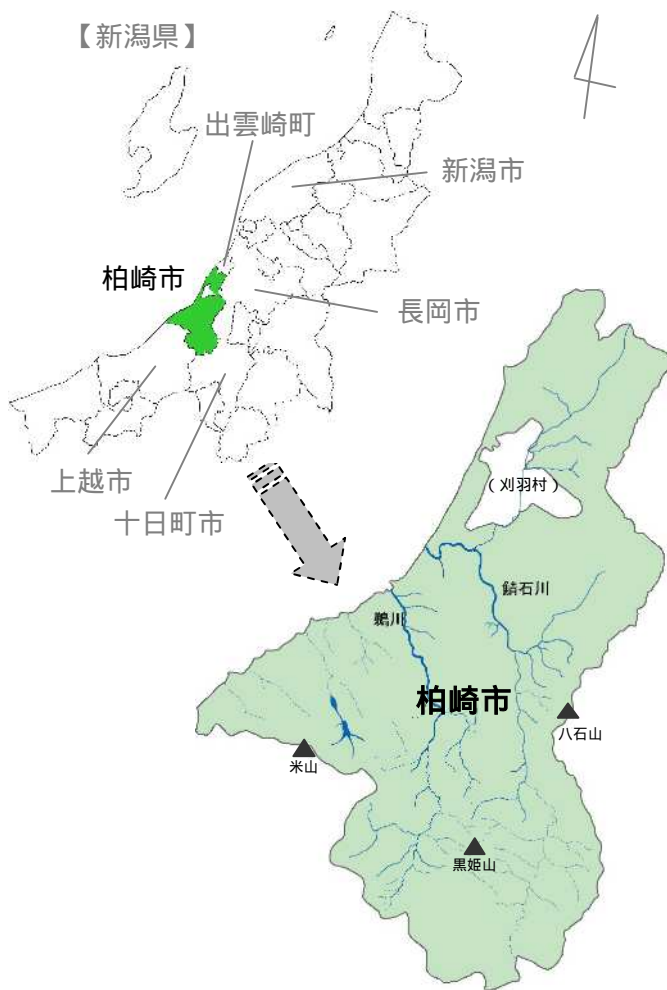 【新潟県】
出雲崎町
新潟市
柏崎市
長岡市
上越市
十日町市
（刈羽村）
鯖石川
鵜川
柏崎市
八石山
米山
黒姫山